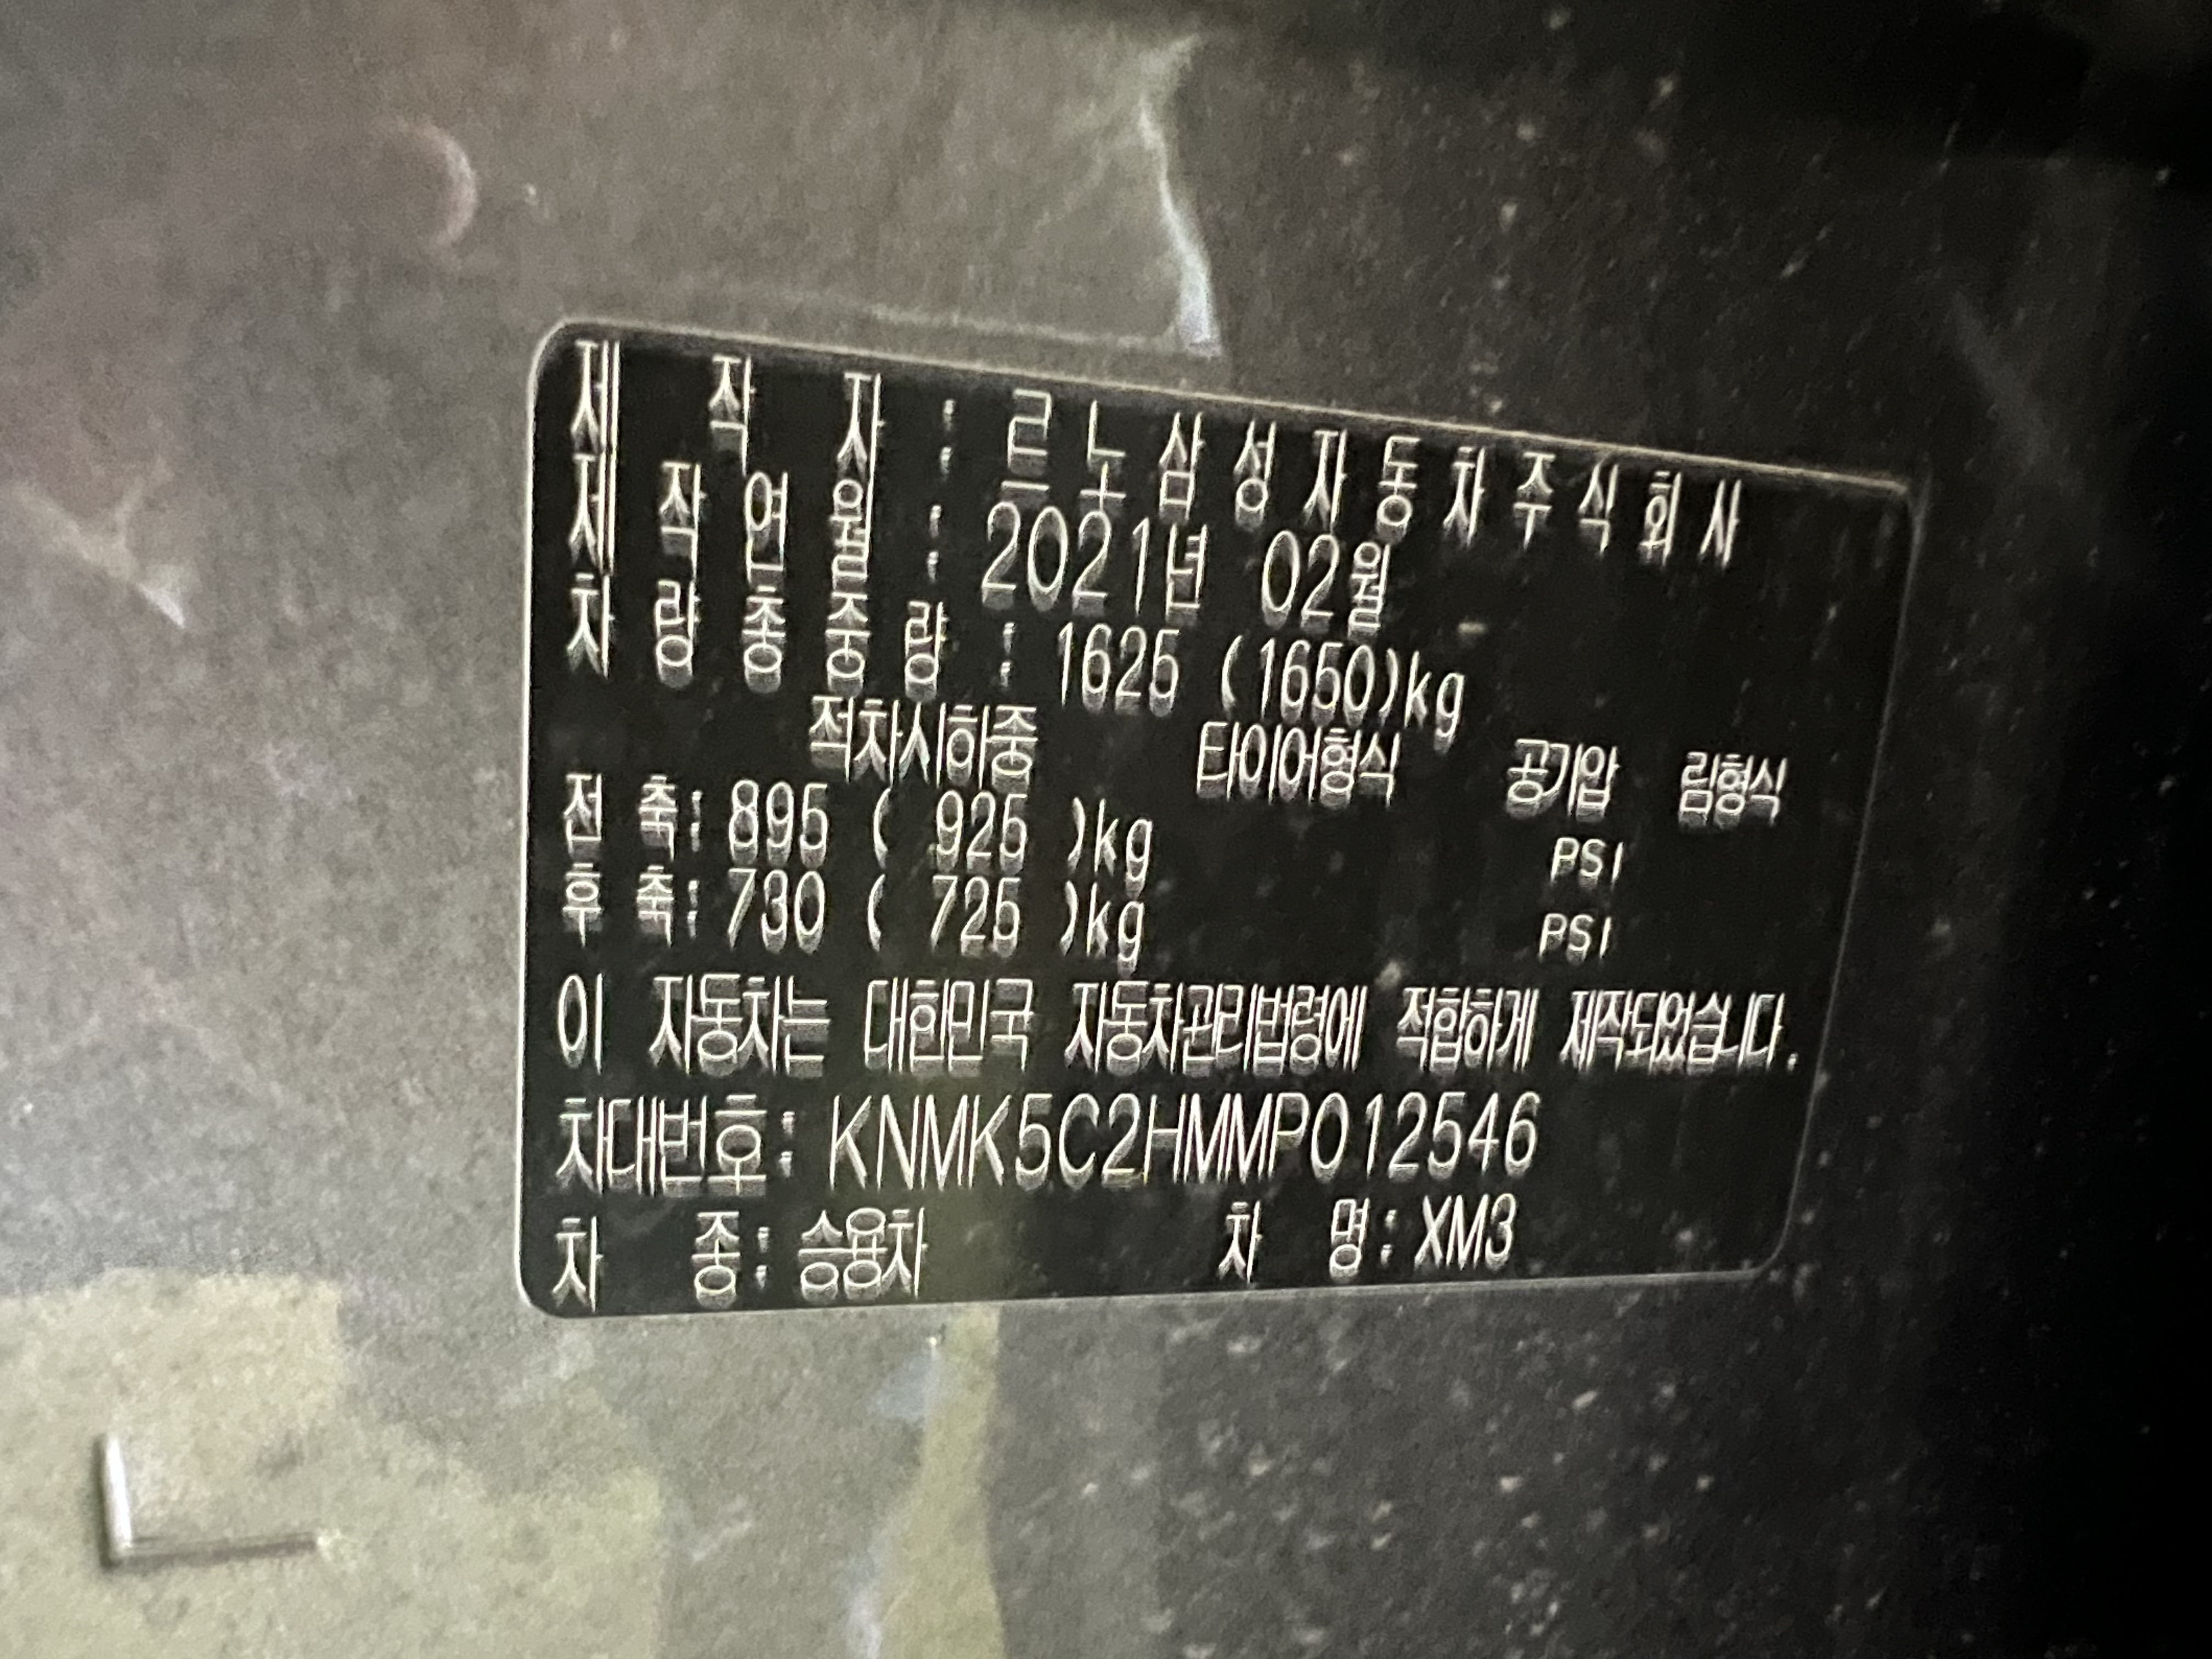 제 작 자 : 르노삼성자동차주식회사
제 작 연 월 : 2021년 02월
차 량 총 중 량 : 1625 (1650)kg
적차시하중 타이어형식 공기압 림형식
전 축: 895 ( 925 )kg PSI
후 축: 730 ( 725 )kg PSI
이 자동차는 대한민국 자동차관리법령에 적합하게 제작되었습니다.
차대번호: KNMK5C2HMMP012546
차 종: 승용차 차 명: XM3